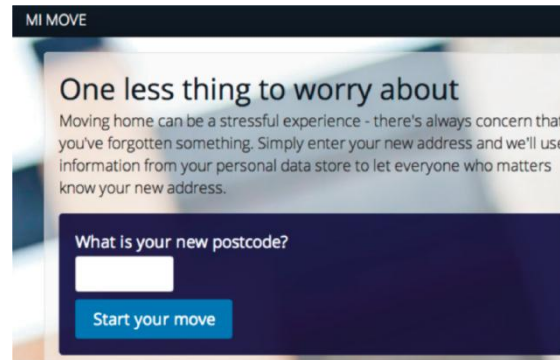 MI MOVE
One less thing to worry about
Moving home can be a stressful experience - there's always concern that
you've forgotten something. Simply enter your new address and we'll use
information from your personal data store to let everyone who matters
know your new address.
What is your new postcode?
Start your move